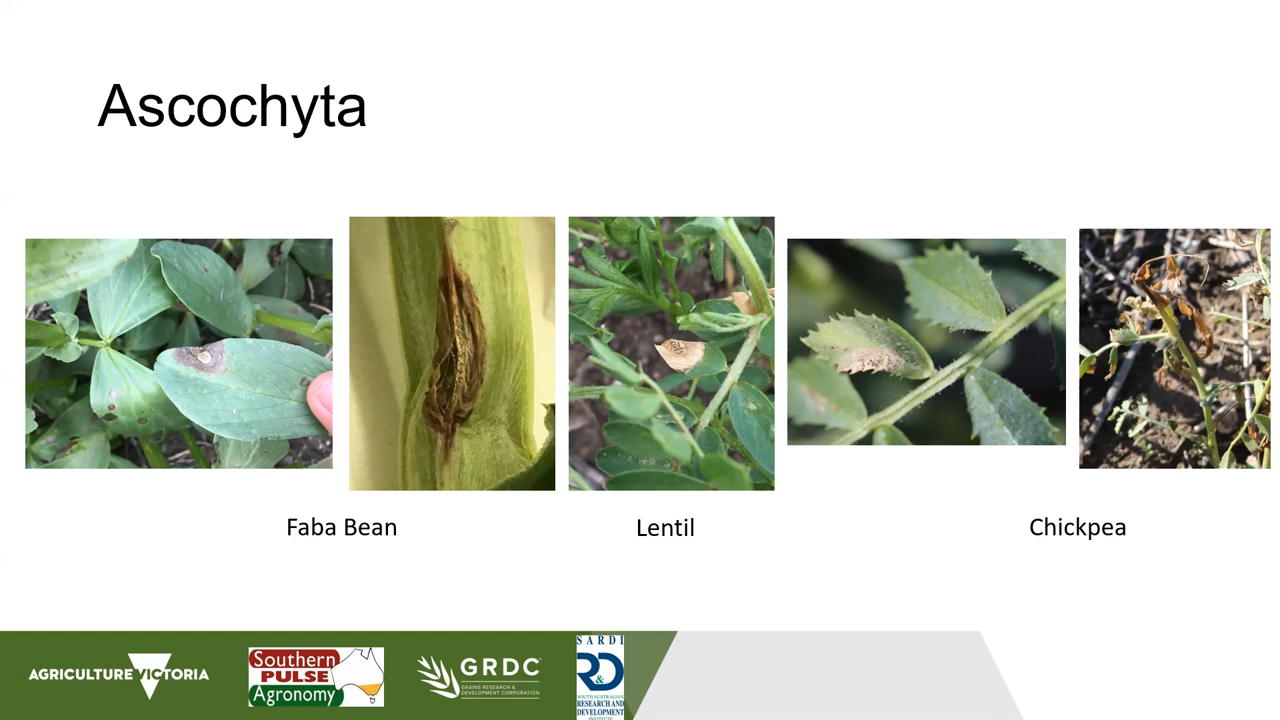 Ascochyta
Faba Bean
Lentil
Chickpea
AGRICULTURE VICTORIA
Southern
PULSE
Agronomy
GRDC
GRAINS RESEARCH &
DEVELOPMENT CORPORATION
SARDI
R&D
SOUTH AUSTRALIAN
RESEARCH AND
DEVELOPMENT
INSTITUTE